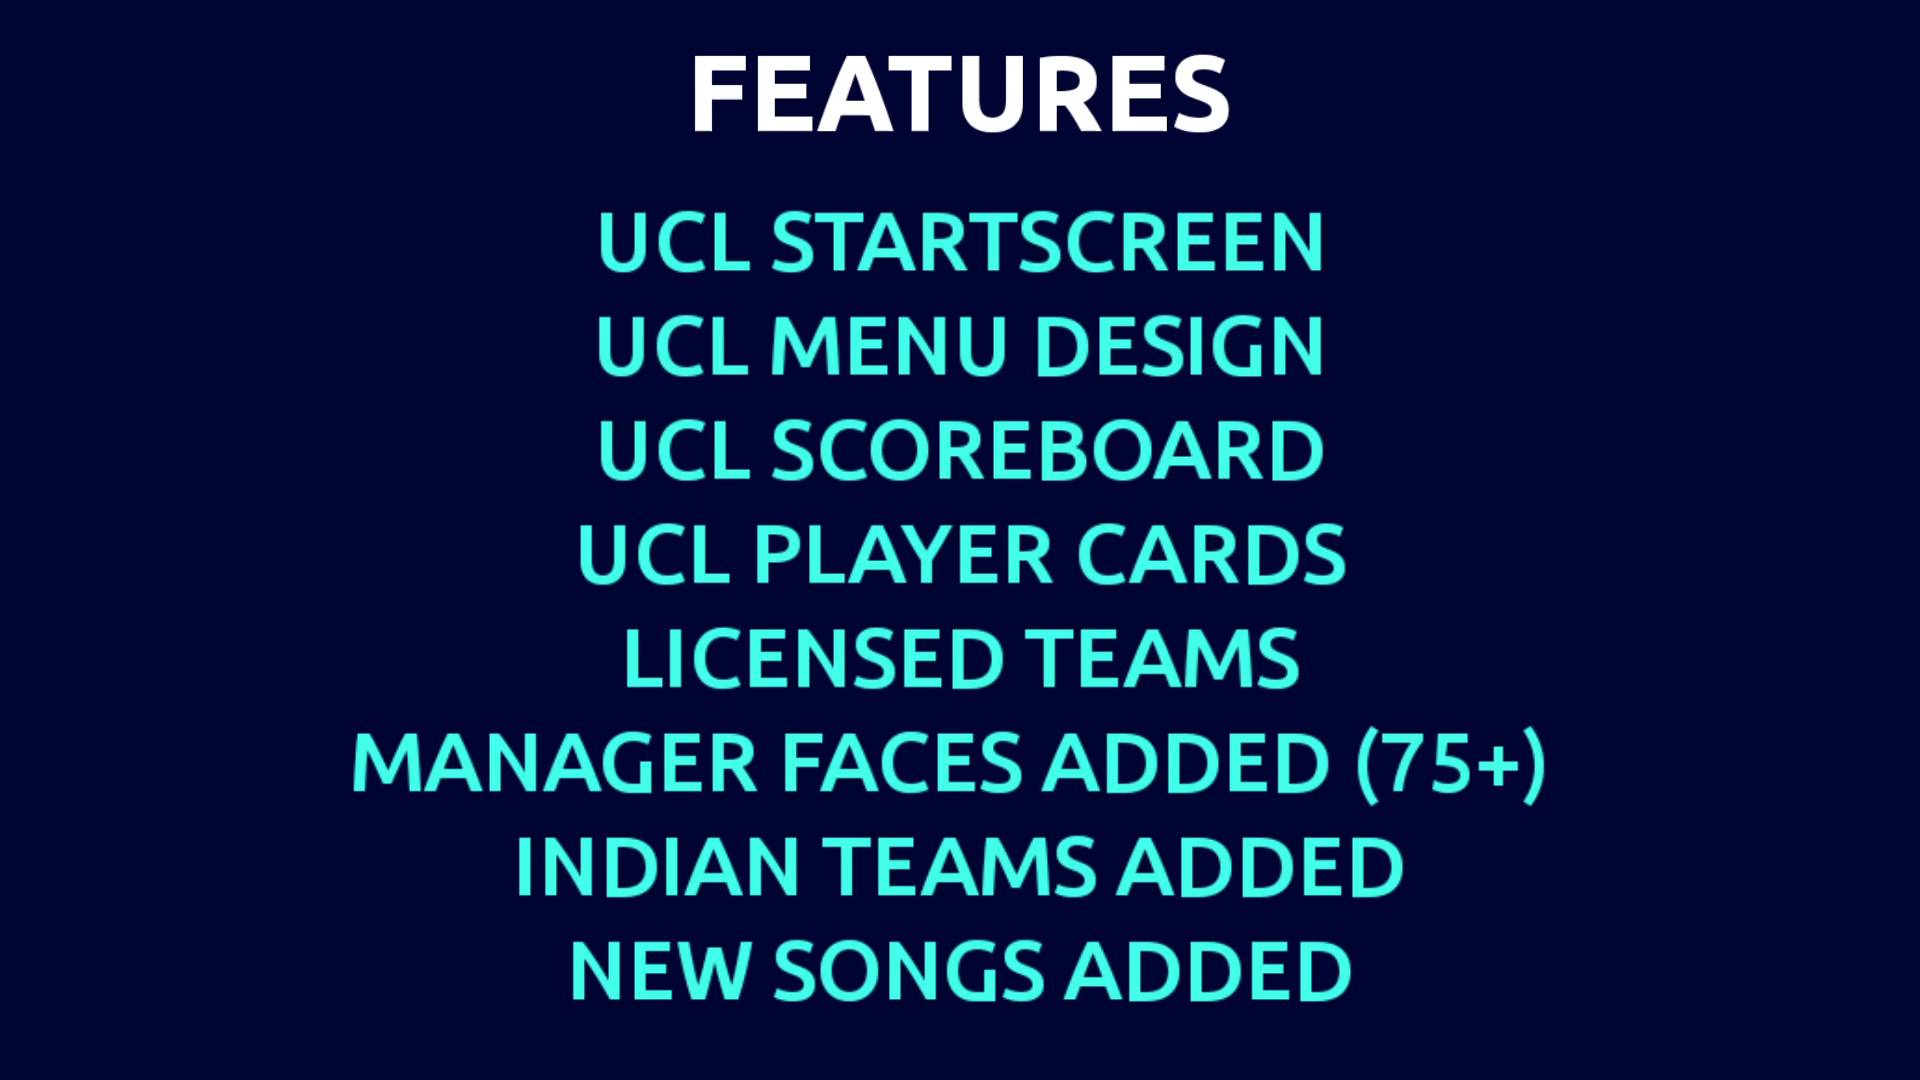 FEATURES
UCL STARTSCREEN
UCL MENU DESIGN
UCL SCOREBOARD
UCL PLAYER CARDS
LICENSED TEAMS
MANAGER FACES ADDED (75+)
INDIAN TEAMS ADDED
NEW SONGS ADDED